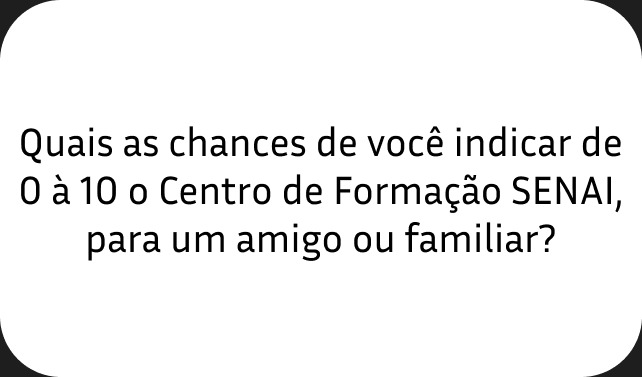 Quais as chances de você indicar de
0 à 10 o Centro de Formação SENAI,
para um amigo ou familiar?